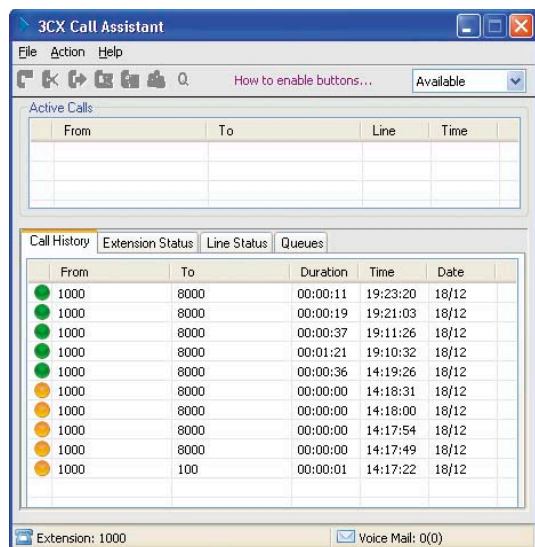 3CX Call Assistant
File Action Help
How to enable buttons... Available
Active Calls
From To Line Time
Call History Extension Status Line Status Queues
From To Duration Time Date
1000 8000 00:00:11 19:23:20 18/12
1000 8000 00:00:19 19:21:03 18/12
1000 8000 00:00:37 19:11:26 18/12
1000 8000 00:01:21 19:10:32 18/12
1000 8000 00:00:36 14:19:26 18/12
1000 8000 00:00:00 14:18:31 18/12
1000 8000 00:00:00 14:18:00 18/12
1000 8000 00:00:00 14:17:54 18/12
1000 8000 00:00:00 14:17:49 18/12
1000 100 00:00:01 14:17:22 18/12
Extension: 1000 Voice Mail: 0(0)